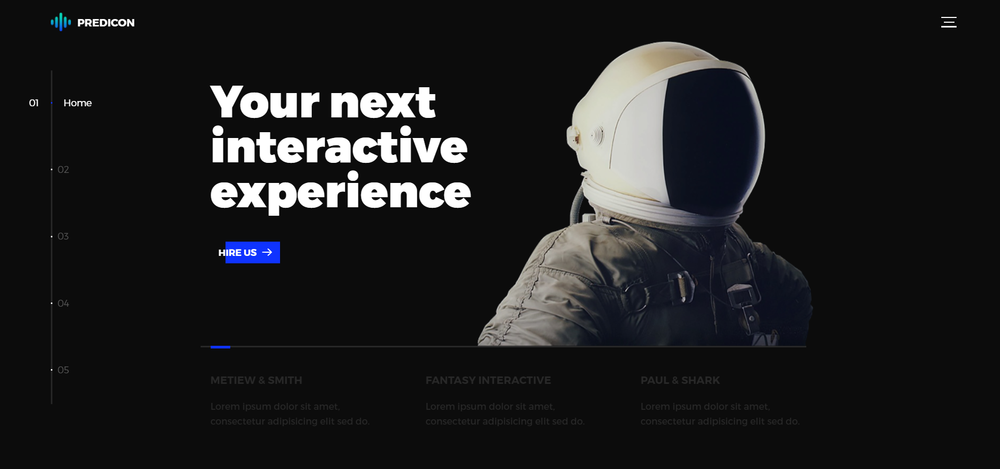 PREDICON
01 Home
Your next
interactive
experience
02
03
HIRE US
04
05
METIEW & SMITH
Lorem ipsum dolor sit amet,
consectetur adipisicing elit sed do.
FANTASY INTERACTIVE
Lorem ipsum dolor sit amet,
consectetur adipisicing elit sed do.
PAUL & SHARK
Lorem ipsum dolor sit amet,
consectetur adipisicing elit sed do.